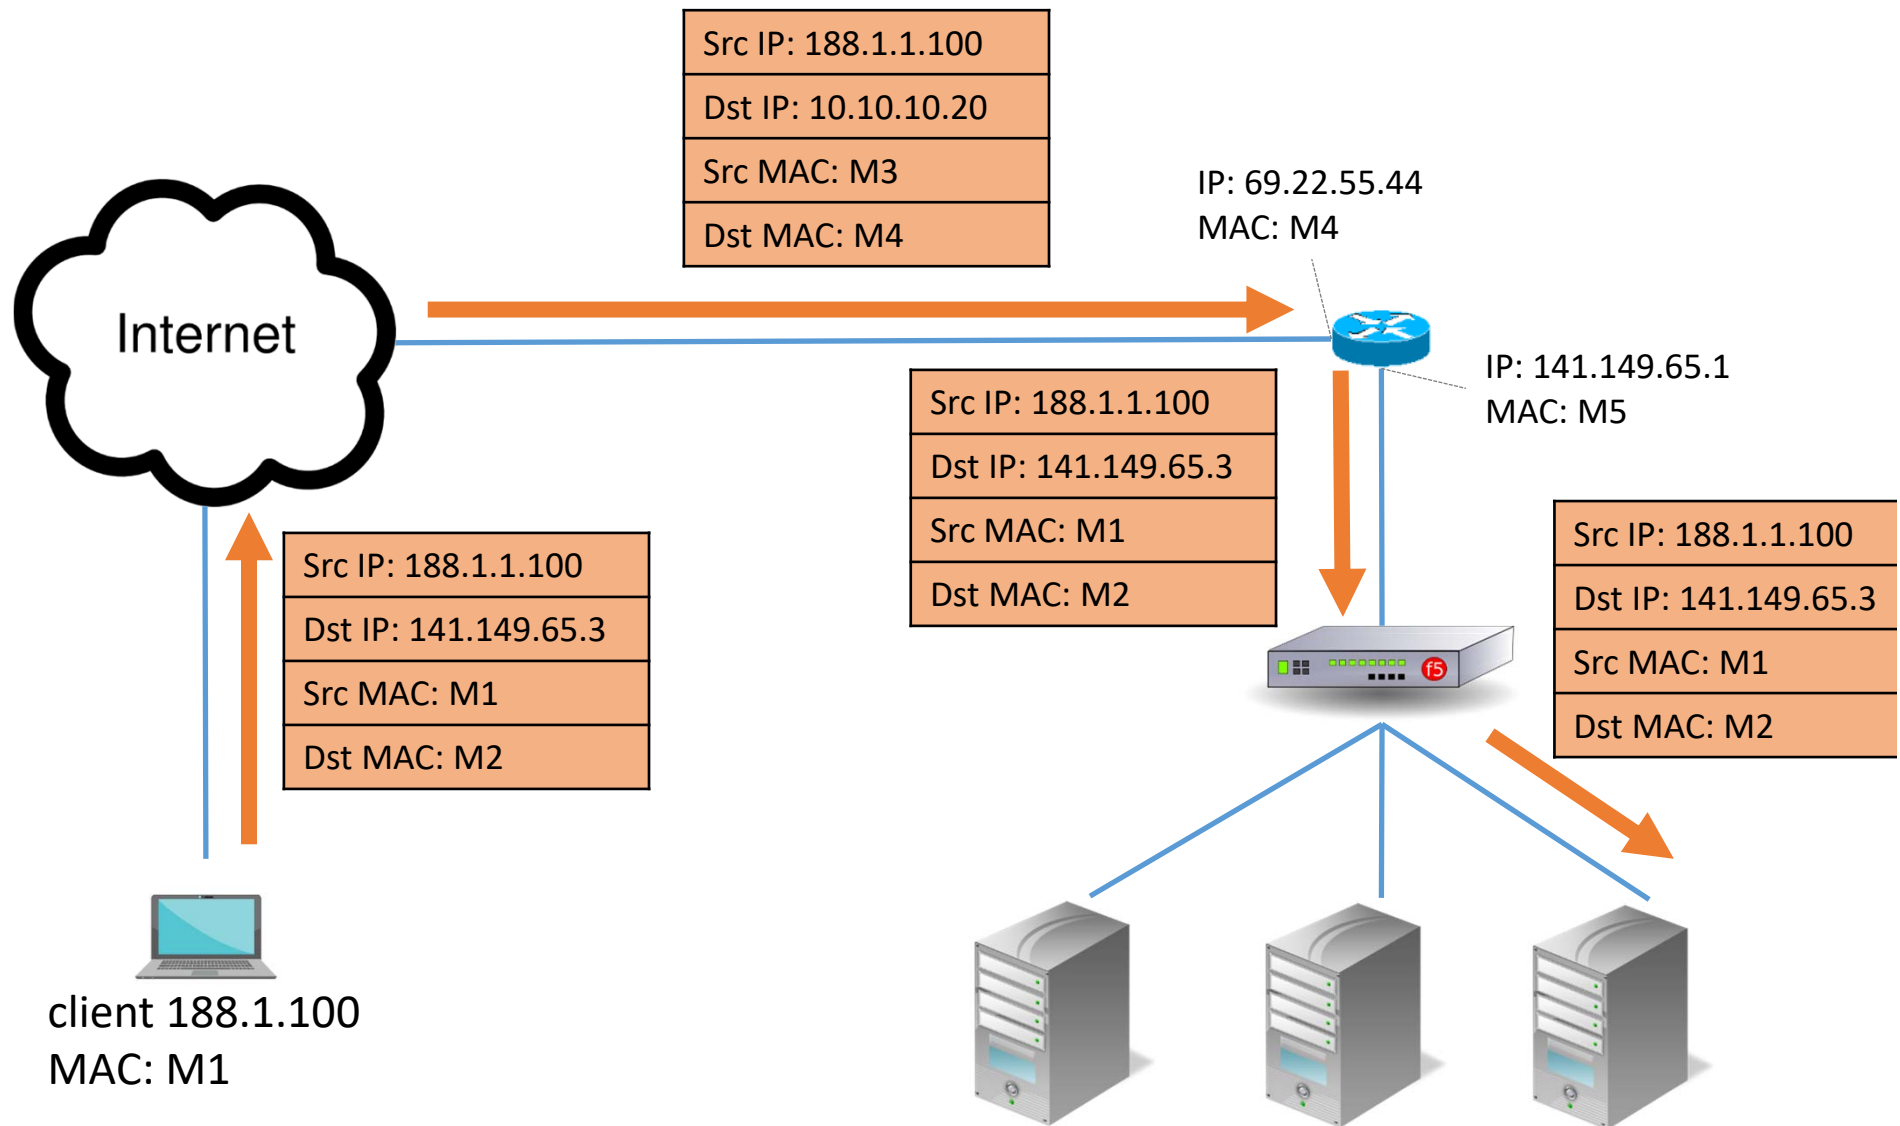 Src IP: 188.1.1.100
Dst IP: 10.10.10.20
Src MAC: M3
Dst MAC: M4
IP: 69.22.55.44
MAC: M4
Internet
IP: 141.149.65.1
MAC: M5
Src IP: 188.1.1.100
Dst IP: 141.149.65.3
Src MAC: M1
Dst MAC: M2
Src IP: 188.1.1.100
Dst IP: 141.149.65.3
Src MAC: M1
Dst MAC: M2
f5
Src IP: 188.1.1.100
Dst IP: 141.149.65.3
Src MAC: M1
Dst MAC: M2
client 188.1.100
MAC: M1